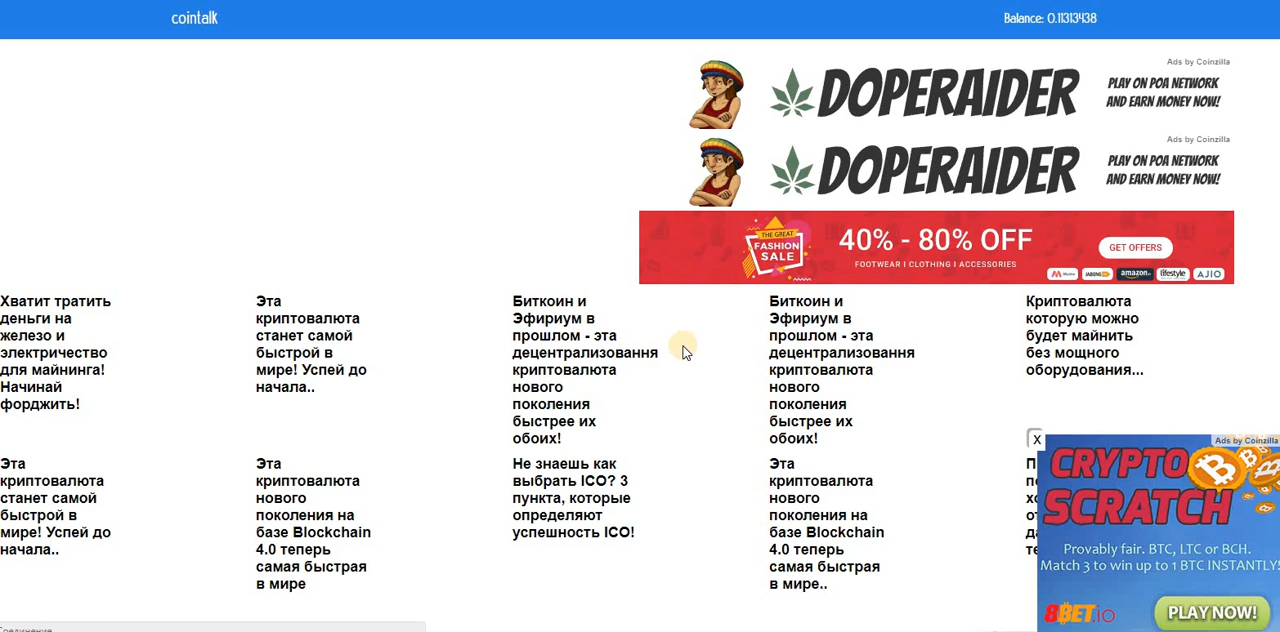 cointalk
Balance: 0.11313438
Ads by Coinzilla
DOPERAIDER
PLAY ON POA NETWORK
AND EARN MONEY NOW!
Ads by Coinzilla
DOPERAIDER
PLAY ON POA NETWORK
AND EARN MONEY NOW!
THE GREAT
FASHION
SALE
40% - 80% OFF
FOOTWEAR I CLOTHING I ACCESSORIES
GET OFFERS
Myntra
JABONG
amazon.in
lifestyle
AJIO
Хватит тратить
деньги на
железо и
электричество
для майнинга!
Начинай
форджить!
Эта
криптовалюта
станет самой
быстрой в
мире! Успей до
начала..
Биткоин и
Эфириум в
прошлом - эта
децентрализования
криптовалюта
нового
поколения
быстрее их
обоих!
Биткоин и
Эфириум в
прошлом - эта
децентрализования
криптовалюта
нового
поколения
быстрее их
обоих!
Криптовалюта
которую можно
будет майнить
без мощного
оборудования...
Эта
криптовалюта
станет самой
быстрой в
мире! Успей до
начала..
Эта
криптовалюта
нового
поколения на
базе Blockchain
4.0 теперь
самая быстрая
в мире
Не знаешь как
выбрать ICO? 3
пункта, которые
определяют
успешность ICO!
Эта
криптовалюта
нового
поколения на
базе Blockchain
4.0 теперь
самая быстрая
в мире..
X
Ads by Coinzilla
CRYPTO
SCRATCH
Provably fair. BTC, LTC or BCH.
Match 3 to win up to 1 BTC INSTANTLY!
8BET.io
PLAY NOW!
Соединение